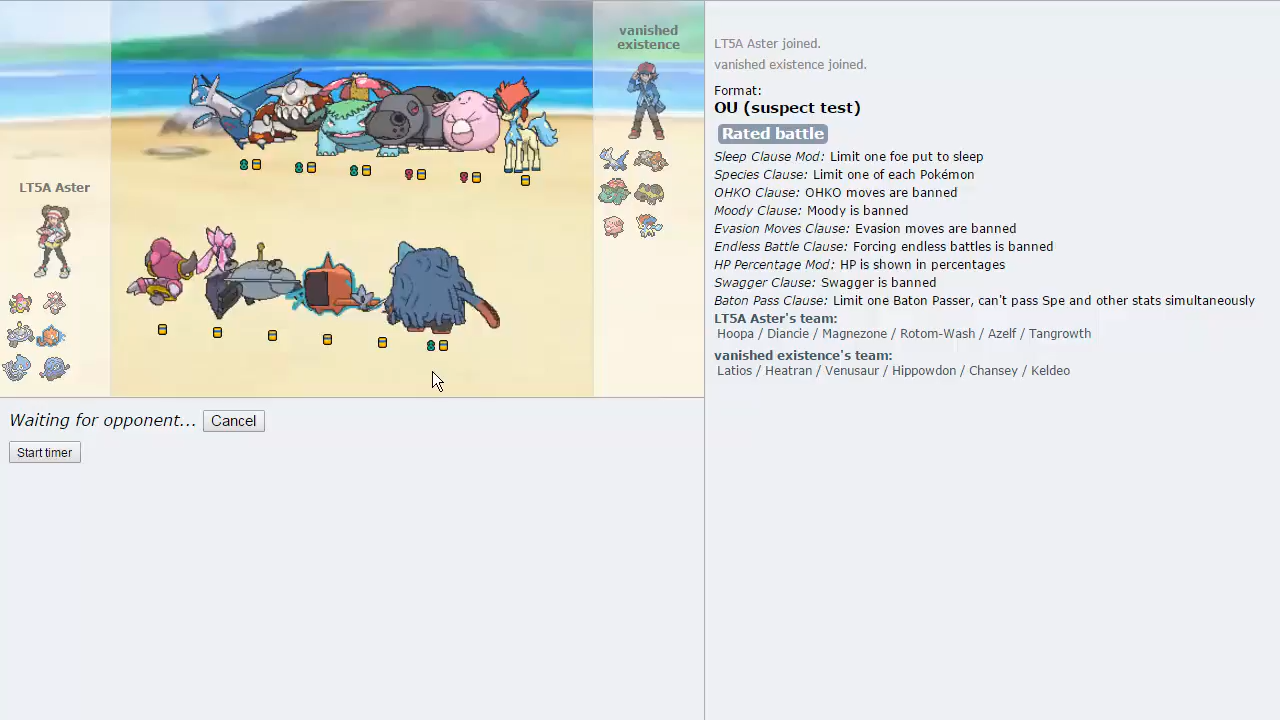 vanished
existence
LT5A Aster
Waiting for opponent... Cancel
Start timer
LT5A Aster joined.
vanished existence joined.
Format:
OU (suspect test)
Rated battle
Sleep Clause Mod: Limit one foe put to sleep
Species Clause: Limit one of each Pokémon
OHKO Clause: OHKO moves are banned
Moody Clause: Moody is banned
Evasion Moves Clause: Evasion moves are banned
Endless Battle Clause: Forcing endless battles is banned
HP Percentage Mod: HP is shown in percentages
Swagger Clause: Swagger is banned
Baton Pass Clause: Limit one Baton Passer, can't pass Spe and other stats simultaneously
LT5A Aster's team:
Hoopa / Diancie / Magnezone / Rotom-Wash / Azelf / Tangrowth
vanished existence's team:
Latios / Heatran / Venusaur / Hippowdon / Chansey / Keldeo